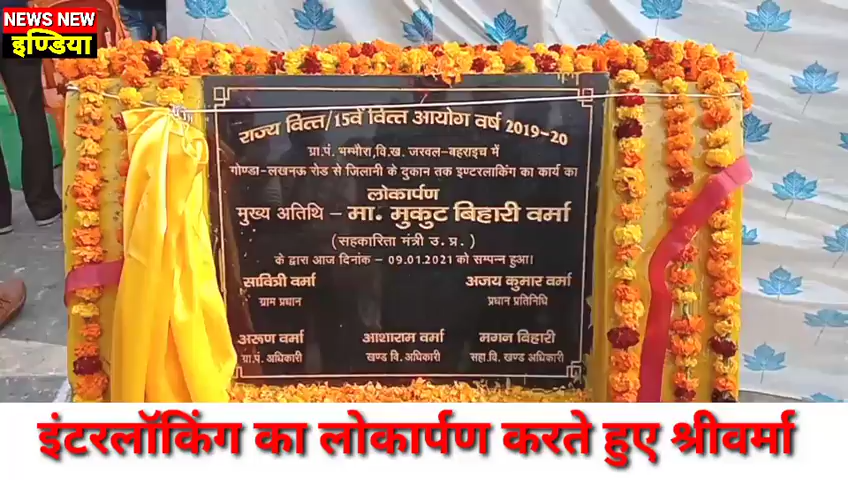 NEWS NEW
इण्डिया
राज्य वित्त/15वें वित्त आयोग वर्ष 2019-20
ग्रा.पं. भम्भौरा,वि.ख. जरवल-बहराइच में
गोण्डा-लखनऊ रोड से जिलानी के दुकान तक इण्टरलाकिंग का कार्य का
लोकार्पण
मुख्य अतिथि - मा. मुकुट बिहारी वर्मा
(सहकारिता मंत्री उ. प्र.)
के द्वारा आज दिनांक - 09.01.2021 को सम्पन्न हुआ।
सावित्री वर्मा अजय कुमार वर्मा
ग्राम प्रधान प्रधान प्रतिनिधि
अरूण वर्मा आशाराम वर्मा मगन बिहारी
ग्रा.पं. अधिकारी खण्ड वि. अधिकारी सहा.वि. खण्ड अधिकारी
इंटरलॉकिंग का लोकार्पण करते हुए श्रीवर्मा